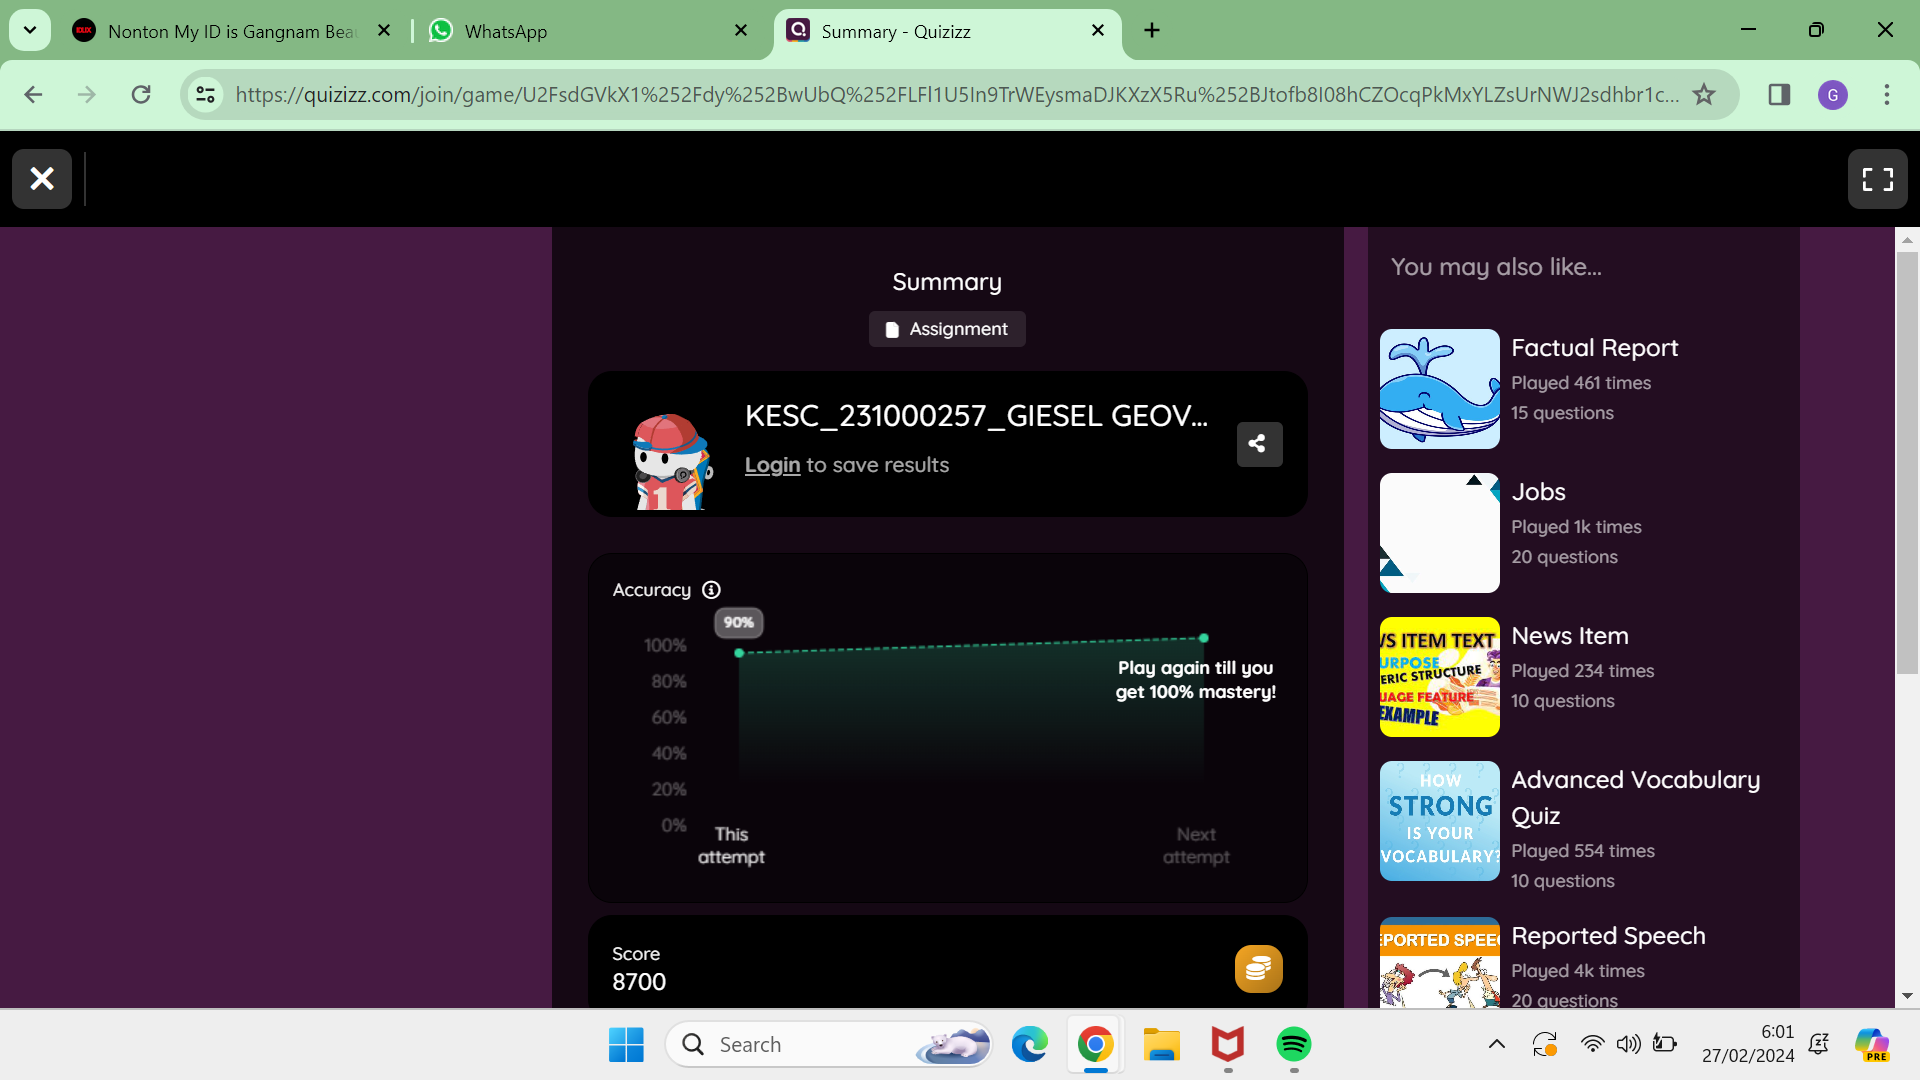 Nonton My ID is Gangnam Beau
WhatsApp
Summary - Quizizz
https://quizizz.com/join/game/U2FsdGVkX1%252Fdy%252BwUbQ%252FLFl1U5In9TrWEysmaDJKXzX5Ru%252BJtofb8I08hCZOcqPkMxYLZsUrNWJ2sdhbr1c...
G
Summary
Assignment
KESC_231000257_GIESEL GEOV...
Login to save results
Accuracy
90%
100%
80%
60%
40%
20%
0%
Play again till you
get 100% mastery!
This
attempt
Next
attempt
Score
8700
You may also like...
Factual Report
Played 461 times
15 questions
Jobs
Played 1k times
20 questions
VS ITEM TEXT
URPOSE
ERIC STRUCTURE
UAGE FEATURE
EXAMPLE
News Item
Played 234 times
10 questions
HOW
STRONG
IS YOUR
VOCABULARY?
Advanced Vocabulary
Quiz
Played 554 times
10 questions
EPORTED SPEE
Reported Speech
Played 4k times
20 questions
Search
6:01
27/02/2024
PRE